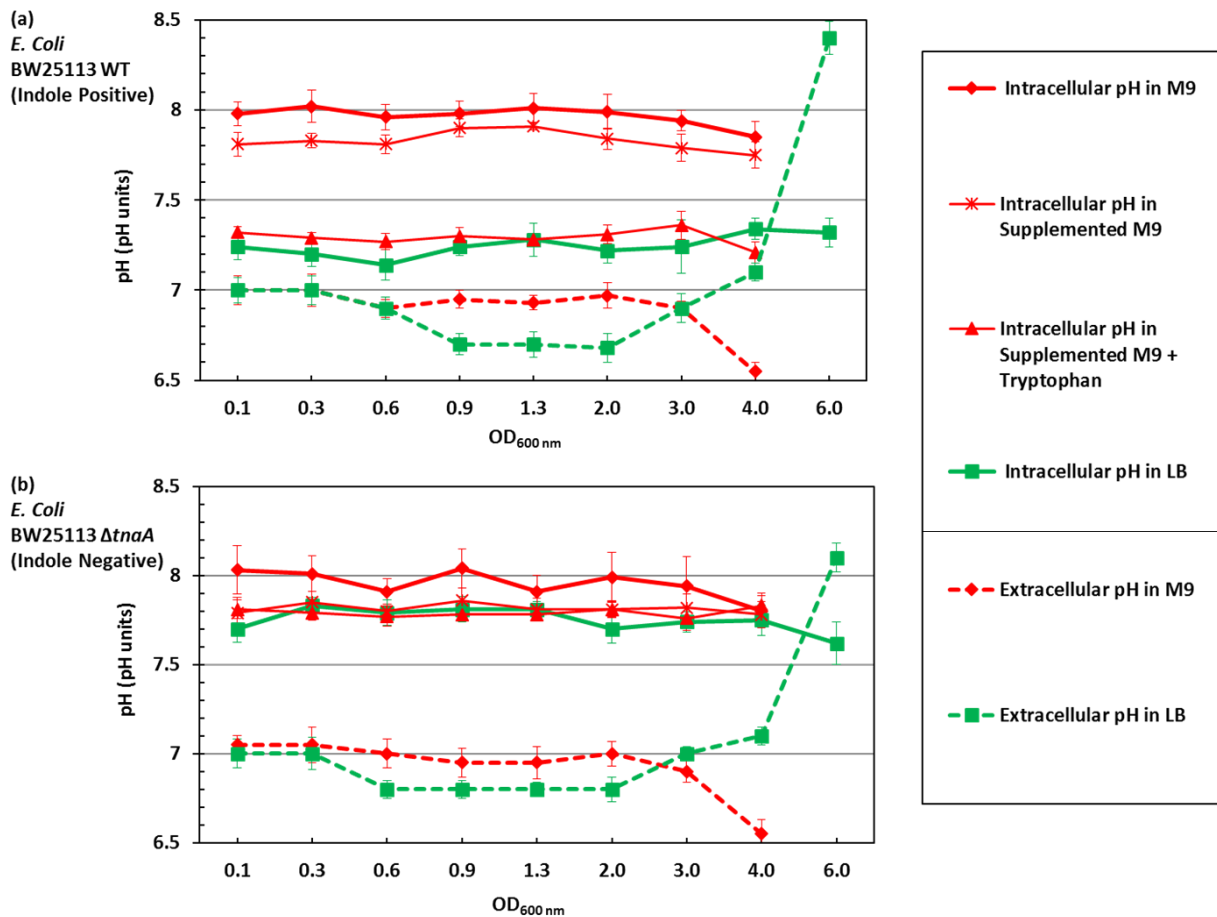 (a)
E. Coli
BW25113 WT
(Indole Positive)
pH (pH units)
8.5
8
7.5
7
6.5
0.1 0.3 0.6 0.9 1.3 2.0 3.0 4.0 6.0
OD600 nm
(b)
E. Coli
BW25113 ΔtnaA
(Indole Negative)
pH (pH units)
8.5
8
7.5
7
6.5
0.1 0.3 0.6 0.9 1.3 2.0 3.0 4.0 6.0
OD600 nm
Intracellular pH in M9
Intracellular pH in
Supplemented M9
Intracellular pH in
Supplemented M9 +
Tryptophan
Intracellular pH in LB
Extracellular pH in M9
Extracellular pH in LB